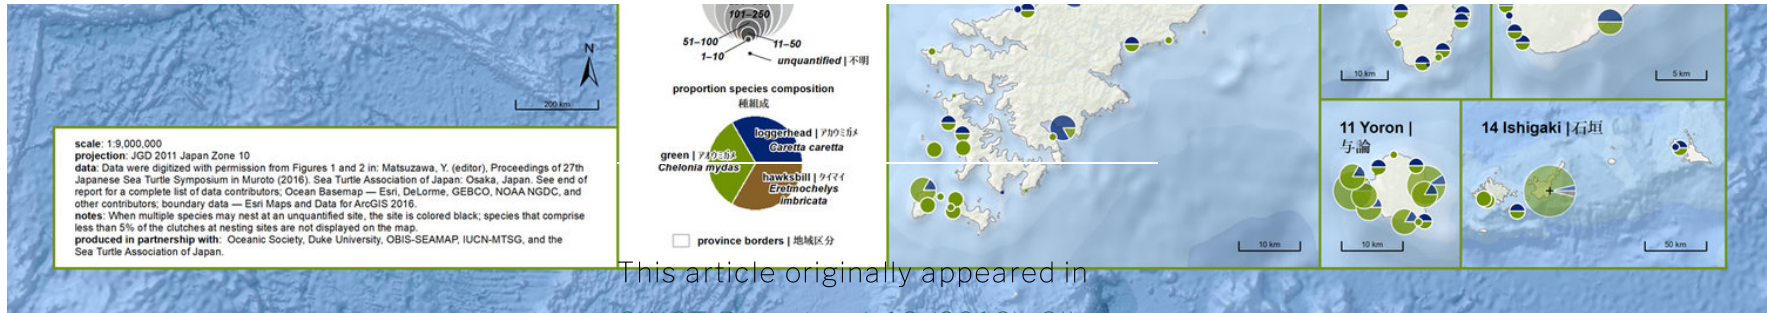 101–250
51–100
11–50
1–10
unquantified | 不明
N
200 km
proportion species composition
種組成
loggerhead | アカウミガメ
Caretta caretta
green | アオウミガメ
Chelonia mydas
hawksbill | タイマイ
Eretmochelys
imbricata
province borders | 地域区分
scale: 1:9,000,000
projection: JGD 2011 Japan Zone 10
data: Data were digitized with permission from Figures 1 and 2 in: Matsuzawa, Y. (editor), Proceedings of 27th
Japanese Sea Turtle Symposium in Muroto (2016). Sea Turtle Association of Japan: Osaka, Japan. See end of
report for a complete list of data contributors; Ocean Basemap — Esri, DeLorme, GEBCO, NOAA NGDC, and
other contributors; boundary data — Esri Maps and Data for ArcGIS 2016.
notes: When multiple species may nest at an unquantified site, the site is colored black; species that comprise
less than 5% of the clutches at nesting sites are not displayed on the map.
produced in partnership with: Oceanic Society, Duke University, OBIS-SEAMAP, IUCN-MTSG, and the
Sea Turtle Association of Japan.
10 km
10 km
5 km
11 Yoron |
与論
10 km
14 Ishigaki | 石垣
50 km
This article originally appeared in